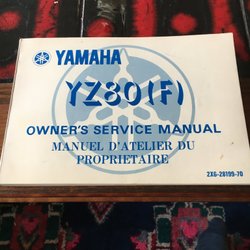 YAMAHA
YZ80(F)
OWNER'S SERVICE MANUAL
MANUEL D'ATELIER DU
PROPRIETAIRE
2X6-28199-70